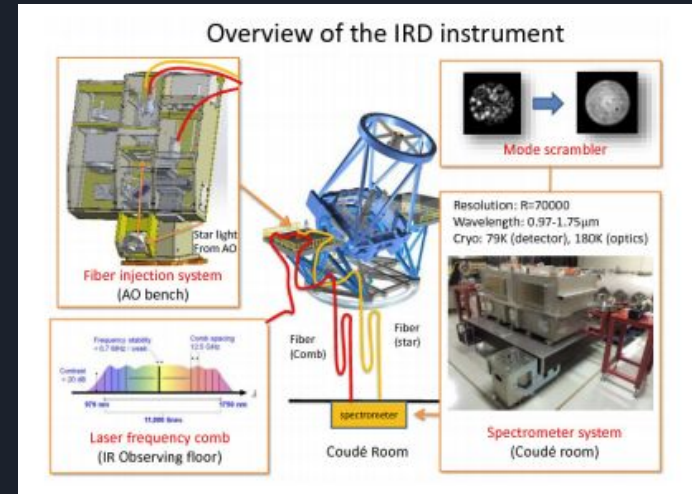 Overview of the IRD instrument
Star light
From AO
Fiber injection system
(AO bench)
Mode scrambler
Resolution: R=70000
Wavelength: 0.97-1.75µm
Cryo: 79K (detector), 180K (optics)
Frequency stability
Comb spacing
12.5 GHz
Contrast
970 nm
1750 nm
Laser frequency comb
(IR Observing floor)
Fiber
(Comb)
Fiber
(star)
spectrometer
Coudé Room
Spectrometer system
(Coudé room)